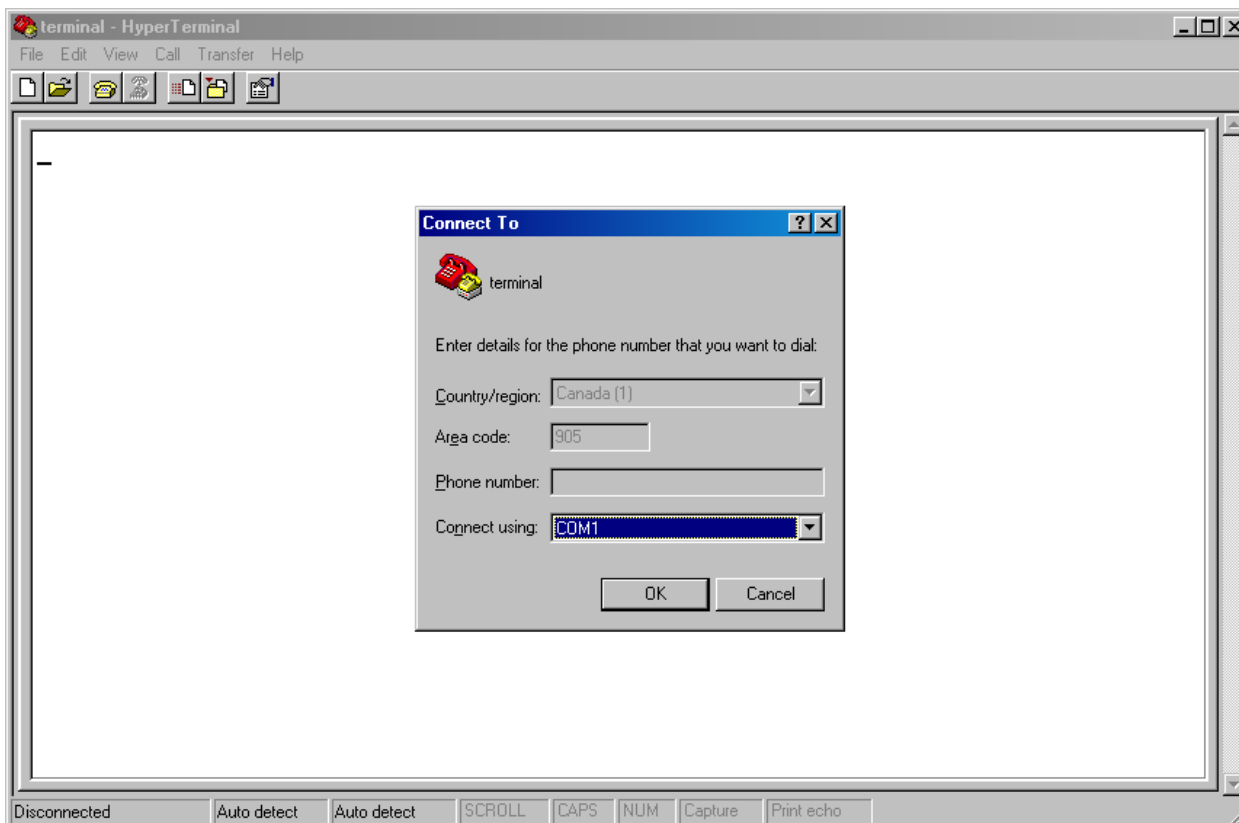 terminal - HyperTerminal
File Edit View Call Transfer Help
Connect To
terminal
Enter details for the phone number that you want to dial:
Country/region: Canada (1)
Area code: 905
Phone number:
Connect using: COM1
OK Cancel
Disconnected Auto detect Auto detect SCROLL CAPS NUM Capture Print echo